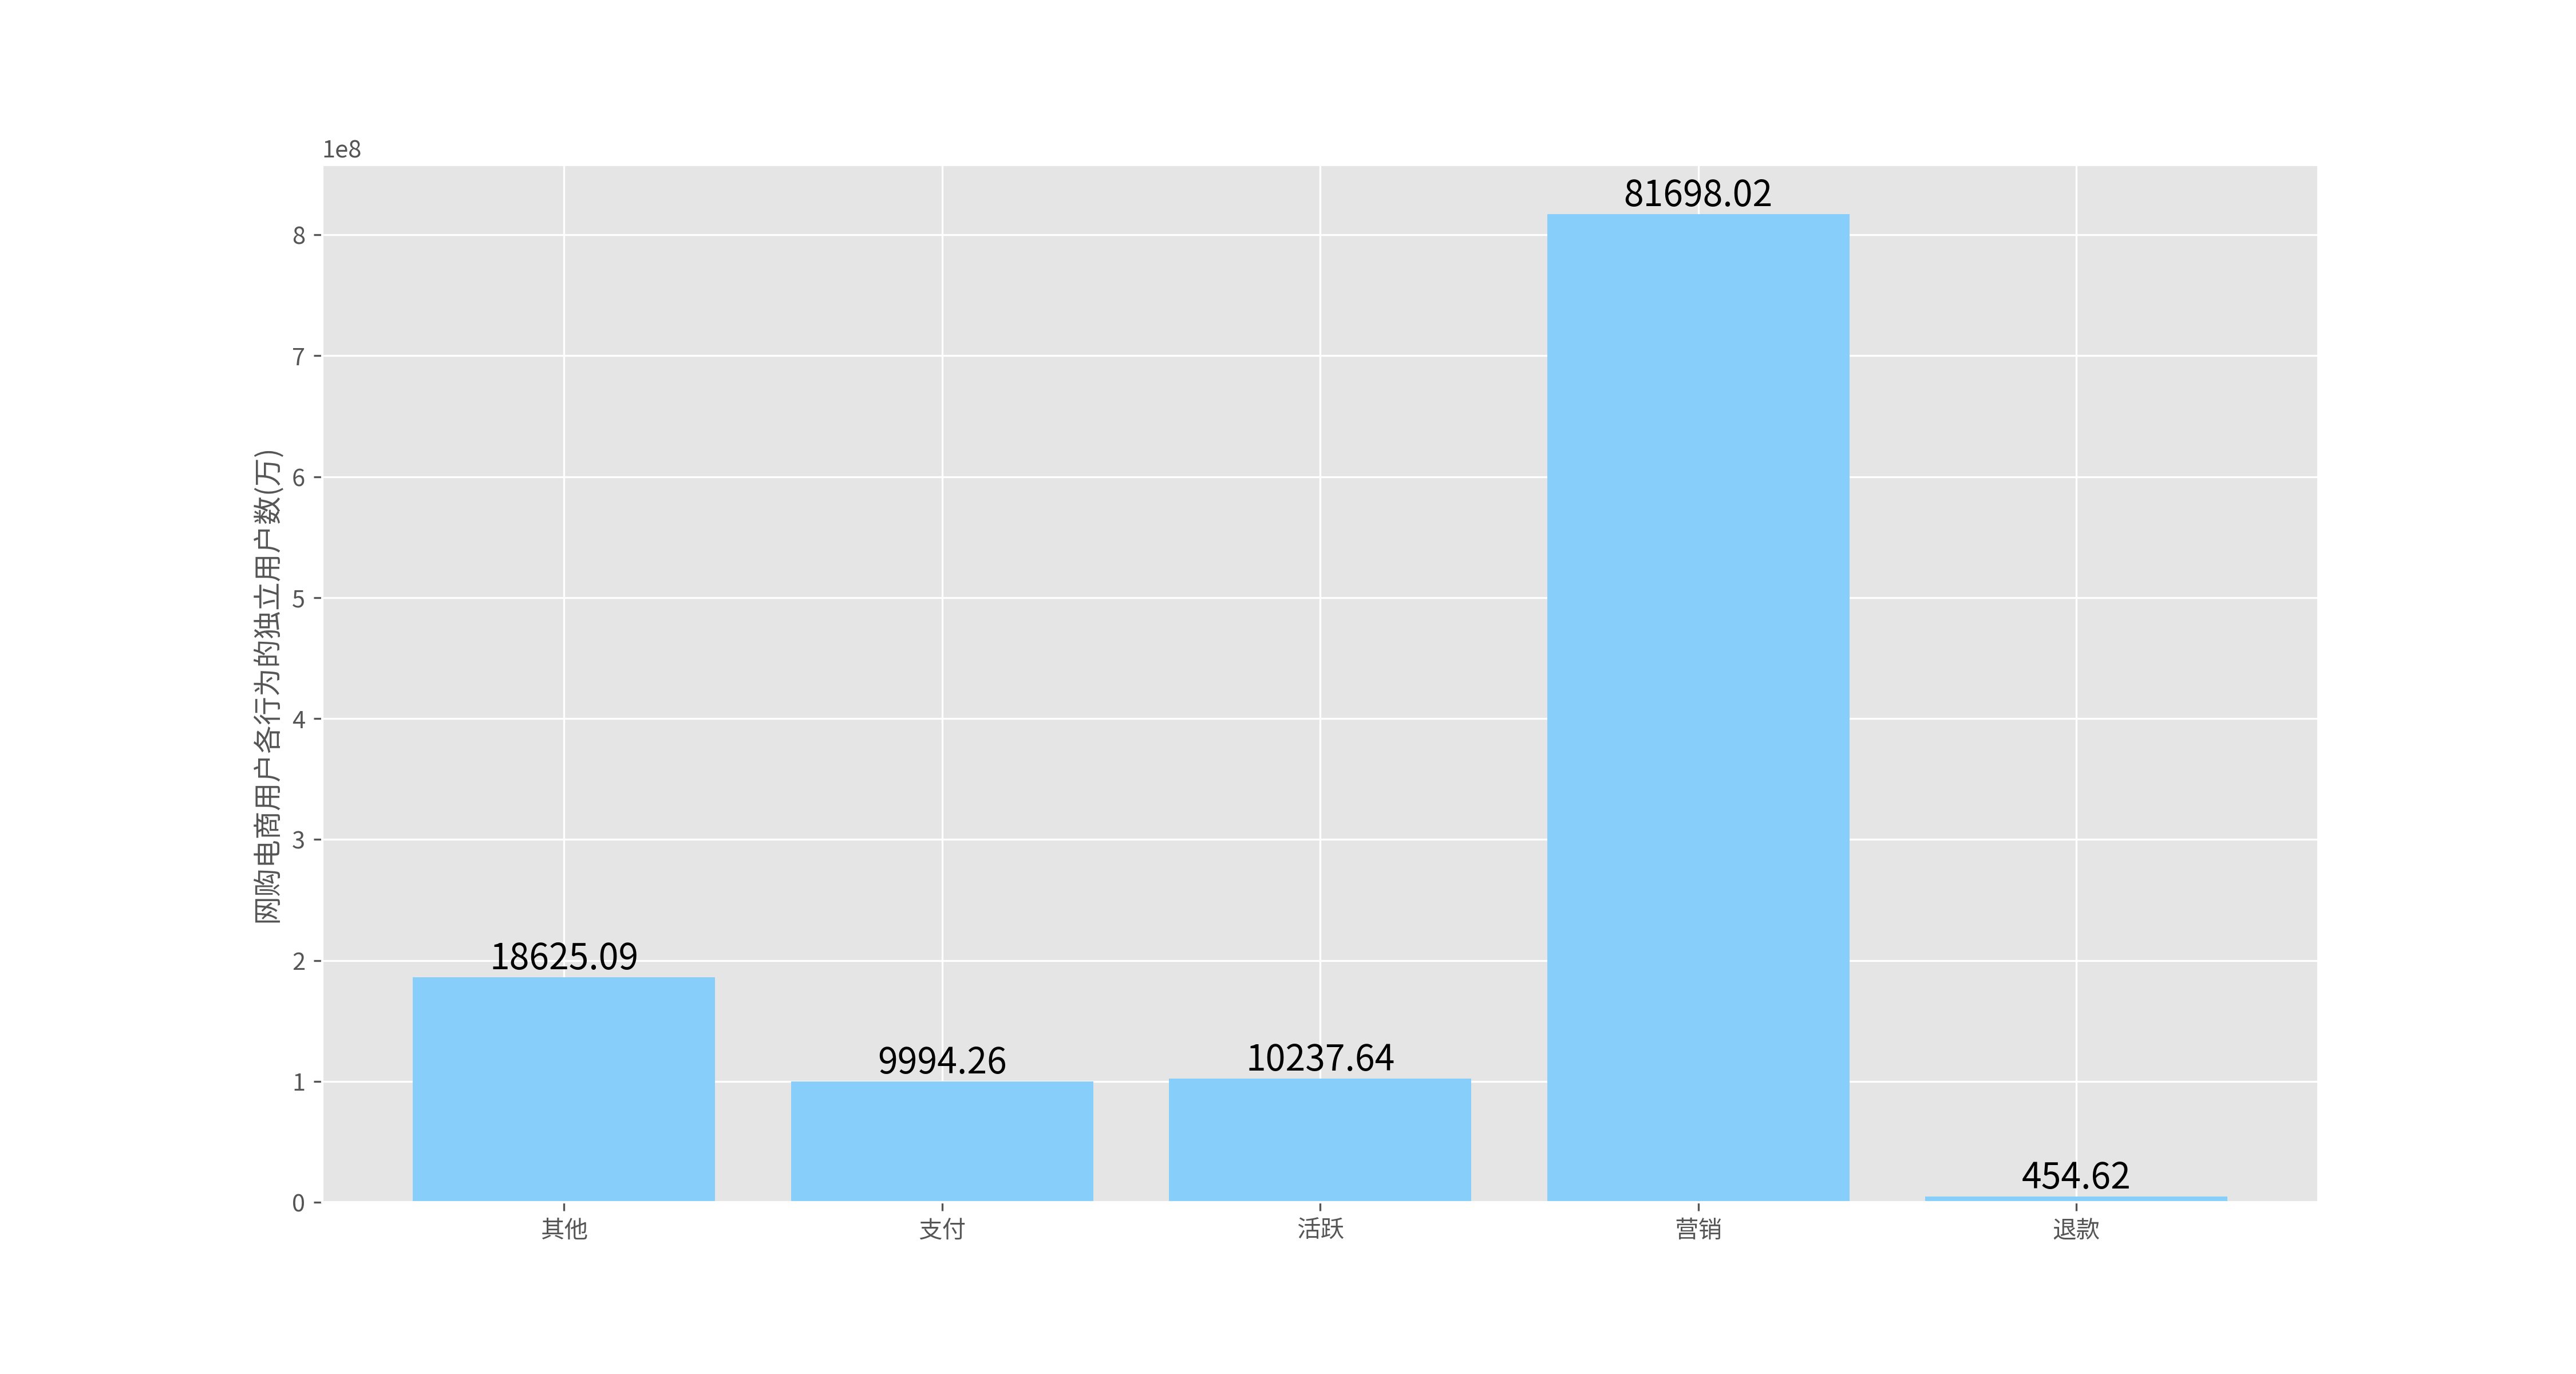 1e8
网购电商用户各行为的独立用户数(万)
8
7
6
5
4
3
2
1
0
18625.09
9994.26
10237.64
81698.02
454.62
其他
支付
活跃
营销
退款